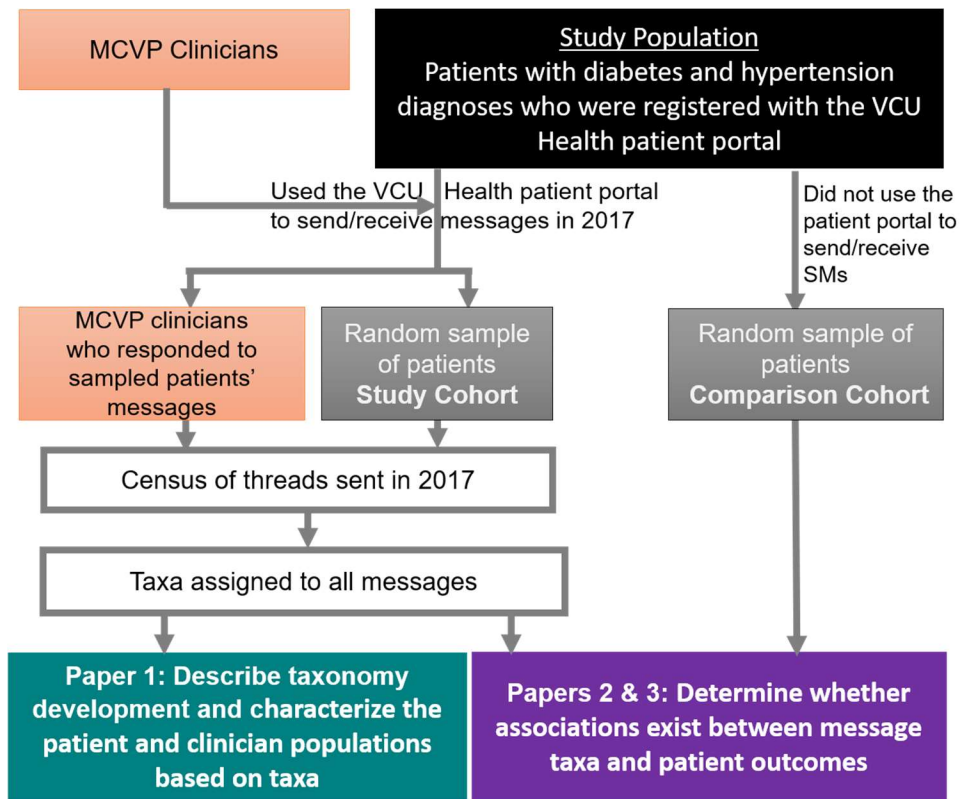 MCVP Clinicians
Study Population
Patients with diabetes and hypertension
diagnoses who were registered with the VCU
Health patient portal
Used the VCU Health patient portal
to send/receive messages in 2017
Did not use the
patient portal to
send/receive
SMs
MCVP clinicians
who responded to
sampled patients’
messages
Random sample
of patients
Study Cohort
Random sample of
patients
Comparison Cohort
Census of threads sent in 2017
Taxa assigned to all messages
Paper 1: Describe taxonomy
development and characterize the
patient and clinician populations
based on taxa
Papers 2 & 3: Determine whether
associations exist between message
taxa and patient outcomes